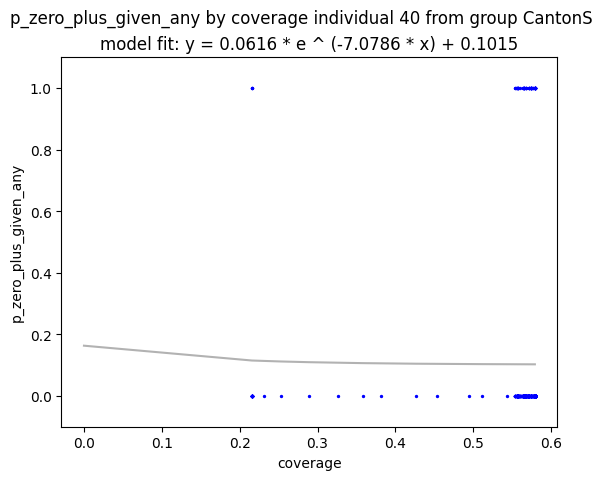 p_zero_plus_given_any by coverage individual 40 from group CantonS
model fit: y = 0.0616 * e ^ (-7.0786 * x) + 0.1015
p_zero_plus_given_any
1.0
0.8
0.6
0.4
0.2
0.0
0.0 0.1 0.2 0.3 0.4 0.5 0.6
coverage